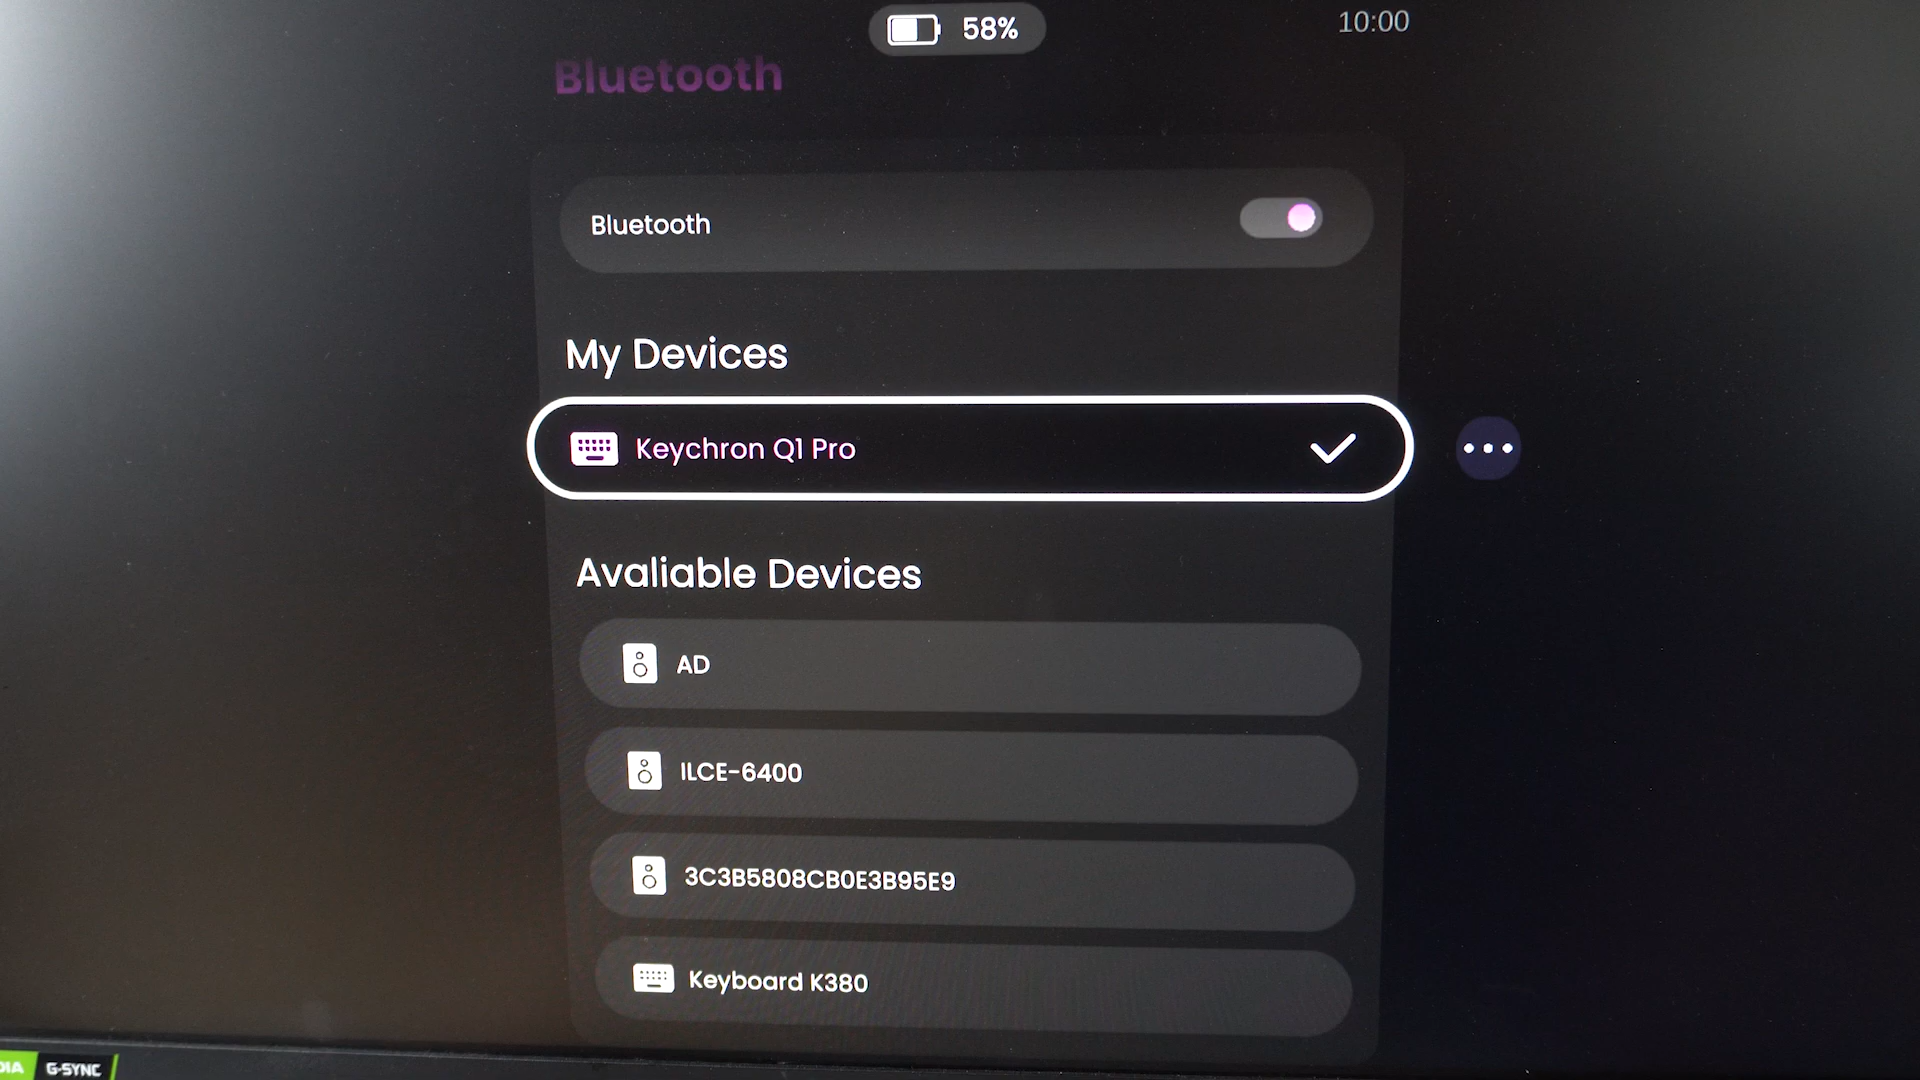 58%
10:00
Bluetooth
Bluetooth
My Devices
Keychron Q1 Pro
Avaliable Devices
AD
ILCE-6400
3C3B5808CB0E3B95E9
Keyboard K380
G-SYNC